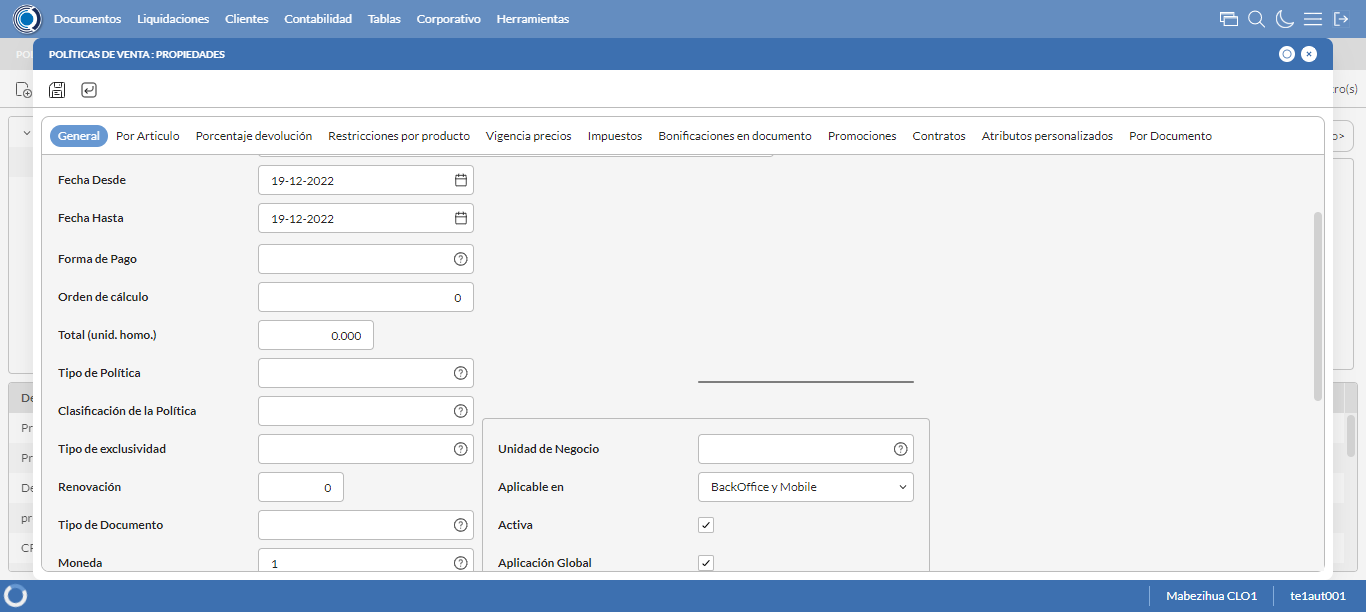 Documentos Liquidaciones Clientes Contabilidad Tablas Corporativo Herramientas
POLÍTICAS DE VENTA : PROPIEDADES
General Por Articulo Porcentaje devolución Restricciones por producto Vigencia precios Impuestos Bonificaciones en documento Promociones Contratos Atributos personalizados Por Documento
Fecha Desde 19-12-2022
Fecha Hasta 19-12-2022
Forma de Pago
Orden de cálculo 0
Total (unid. homo.) 0.000
Tipo de Política
Clasificación de la Política
Tipo de exclusividad Unidad de Negocio
Renovación 0 Aplicable en BackOffice y Mobile
Tipo de Documento Activa
Moneda 1 Aplicación Global
Mabezihua CLO1 te1aut001